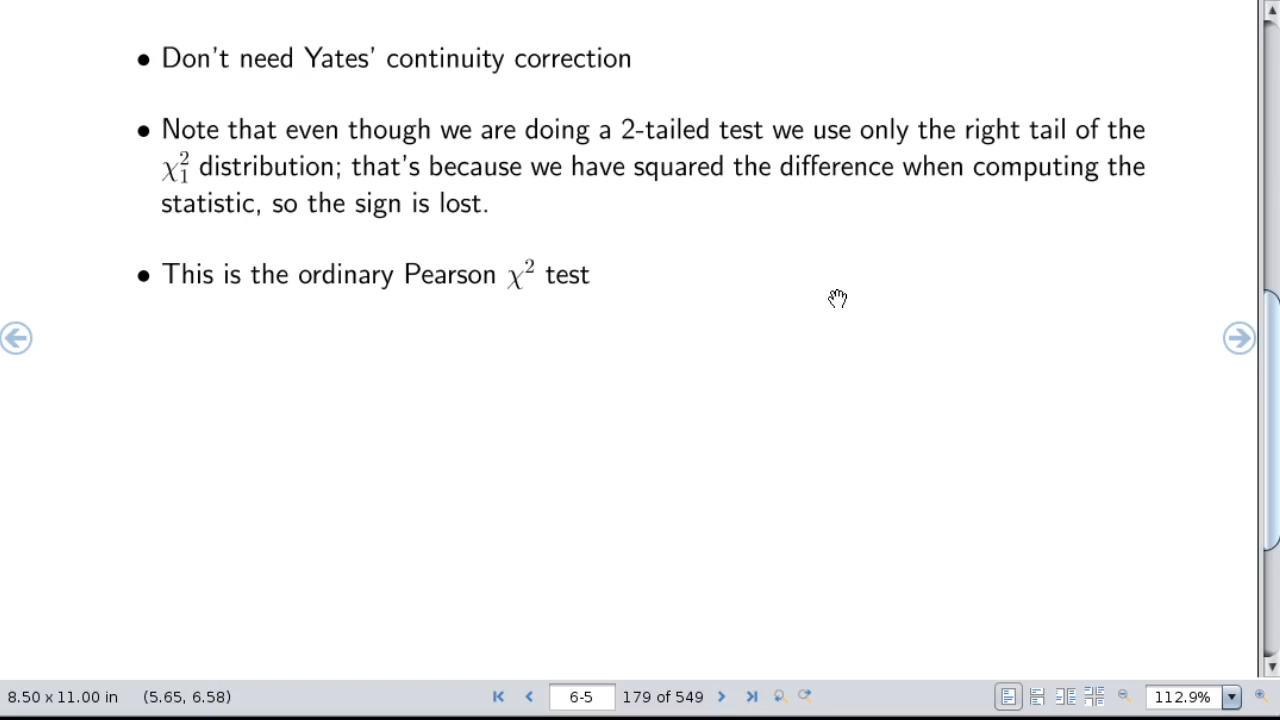 • Don't need Yates' continuity correction
• Note that even though we are doing a 2-tailed test we use only the right tail of the
χ²₁ distribution; that's because we have squared the difference when computing the
statistic, so the sign is lost.
• This is the ordinary Pearson χ² test
8.50 x 11.00 in (5.65, 6.58) 6-5 179 of 549 112.9%